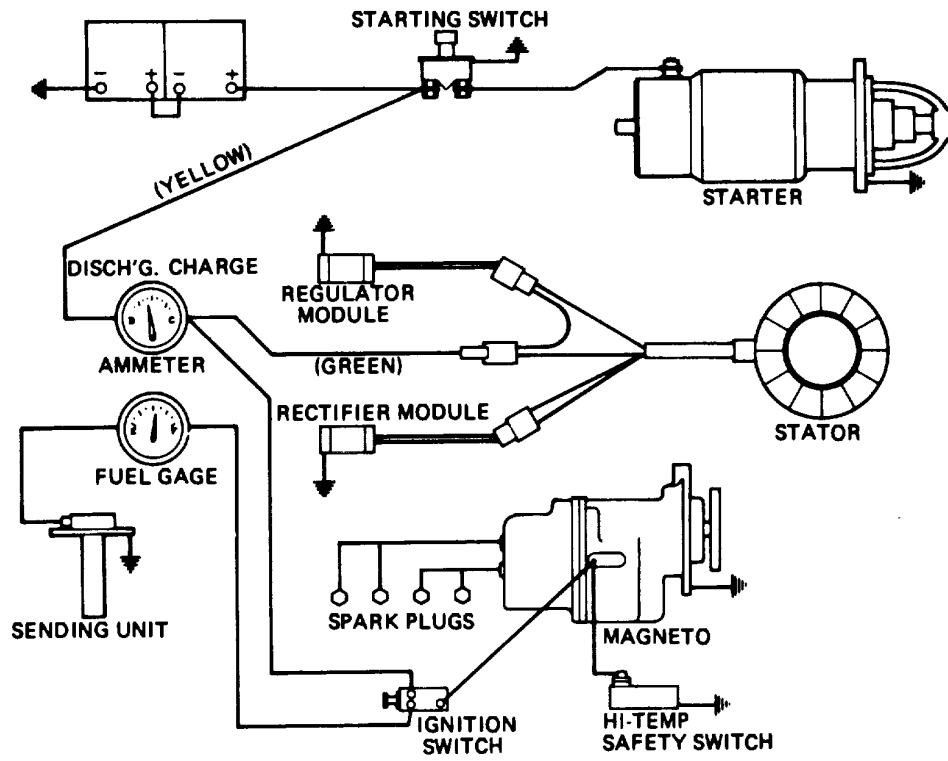 STARTING SWITCH
- + - +
(YELLOW)
STARTER
DISCH'G. CHARGE
D C
AMMETER
REGULATOR
MODULE
(GREEN)
RECTIFIER MODULE
STATOR
F
FUEL GAGE
SENDING UNIT
SPARK PLUGS
MAGNETO
IGNITION
SWITCH
HI-TEMP
SAFETY SWITCH